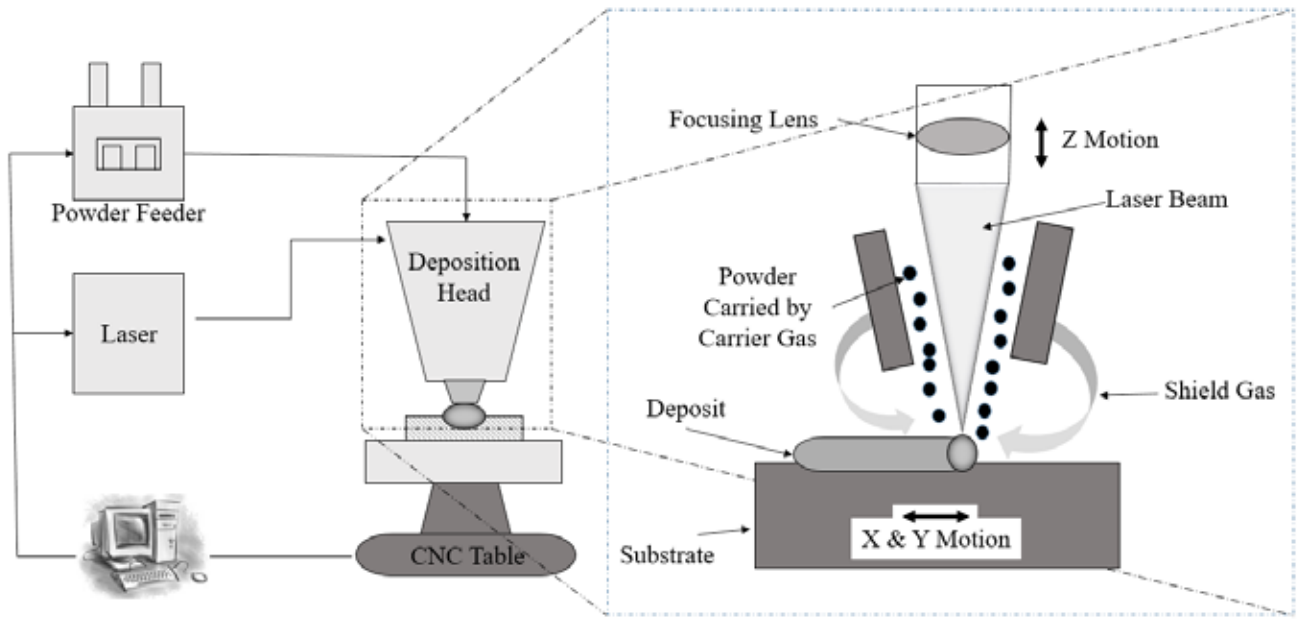 Powder Feeder
Laser
Deposition
Head
CNC Table
Focusing Lens
Z Motion
Laser Beam
Powder
Carried by
Carrier Gas
Shield Gas
Deposit
X & Y Motion
Substrate